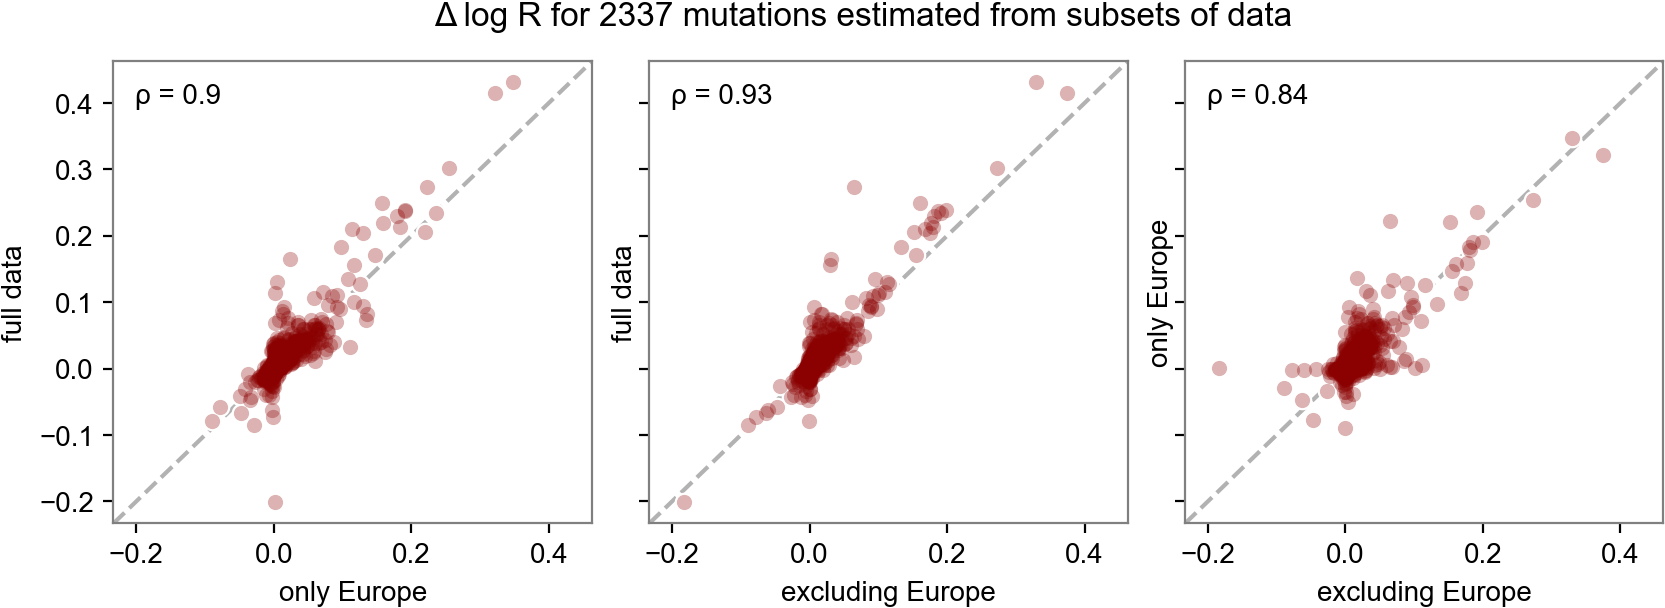 Δ log R for 2337 mutations estimated from subsets of data
ρ = 0.9
ρ = 0.93
ρ = 0.84
full data
full data
only Europe
0.4
0.3
0.2
0.1
0.0
−0.1
−0.2
−0.2 0.0 0.2 0.4
−0.2 0.0 0.2 0.4
−0.2 0.0 0.2 0.4
only Europe
excluding Europe
excluding Europe